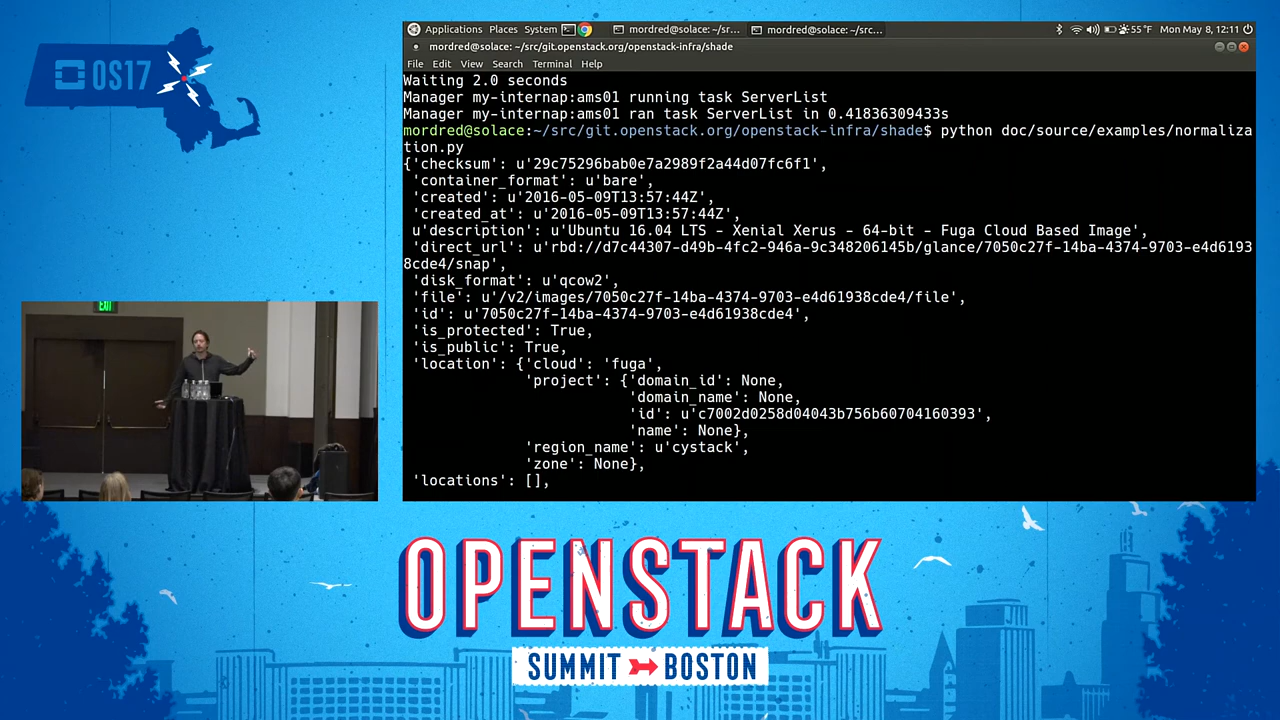 OS17
Applications Places System mordred@solace: ~/sr... mordred@solace: ~/src... 55 °F Mon May 8, 12:11
mordred@solace: ~/src/git.openstack.org/openstack-infra/shade
File Edit View Search Terminal Help
Waiting 2.0 seconds
Manager my-internap:ams01 running task ServerList
Manager my-internap:ams01 ran task ServerList in 0.41836309433s
mordred@solace:~/src/git.openstack.org/openstack-infra/shade$ python doc/source/examples/normaliza
tion.py
{'checksum': u'29c75296bab0e7a2989f2a44d07fc6f1',
'container_format': u'bare',
'created': u'2016-05-09T13:57:44Z',
'created_at': u'2016-05-09T13:57:44Z',
u'description': u'Ubuntu 16.04 LTS - Xenial Xerus - 64-bit - Fuga Cloud Based Image',
'direct_url': u'rbd://d7c44307-d49b-4fc2-946a-9c348206145b/glance/7050c27f-14ba-4374-9703-e4d6193
8cde4/snap',
'disk_format': u'qcow2',
'file': u'/v2/images/7050c27f-14ba-4374-9703-e4d61938cde4/file',
'id': u'7050c27f-14ba-4374-9703-e4d61938cde4',
'is_protected': True,
'is_public': True,
'location': {'cloud': 'fuga',
'project': {'domain_id': None,
'domain_name': None,
'id': u'c7002d0258d04043b756b60704160393',
'name': None},
'region_name': u'cystack',
'zone': None},
'locations': [],
EXIT
OPENSTACK
SUMMIT BOSTON